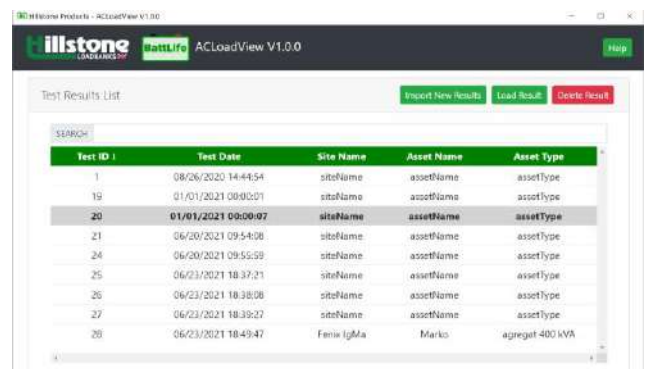 Hillstone Products - ACLoadView V1.0.0
Hillstone
LOADBANKS
BattLife
ACLoadView V1.0.0
Help
Test Results List
Import New Results Load Result Delete Result
SEARCH
Test ID Test Date Site Name Asset Name Asset Type
1 08/26/2020 14:44:54 siteName assetName assetType
19 01/01/2021 00:00:01 siteName assetName assetType
20 01/01/2021 00:00:07 siteName assetName assetType
21 06/20/2021 09:54:08 siteName assetName assetType
24 06/20/2021 09:55:59 siteName assetName assetType
25 06/23/2021 18:37:21 siteName assetName assetType
26 06/23/2021 18:38:08 siteName assetName assetType
27 06/23/2021 18:39:27 siteName assetName assetType
28 06/23/2021 18:49:47 Fenix IgMa Marko agregat 400 kVA